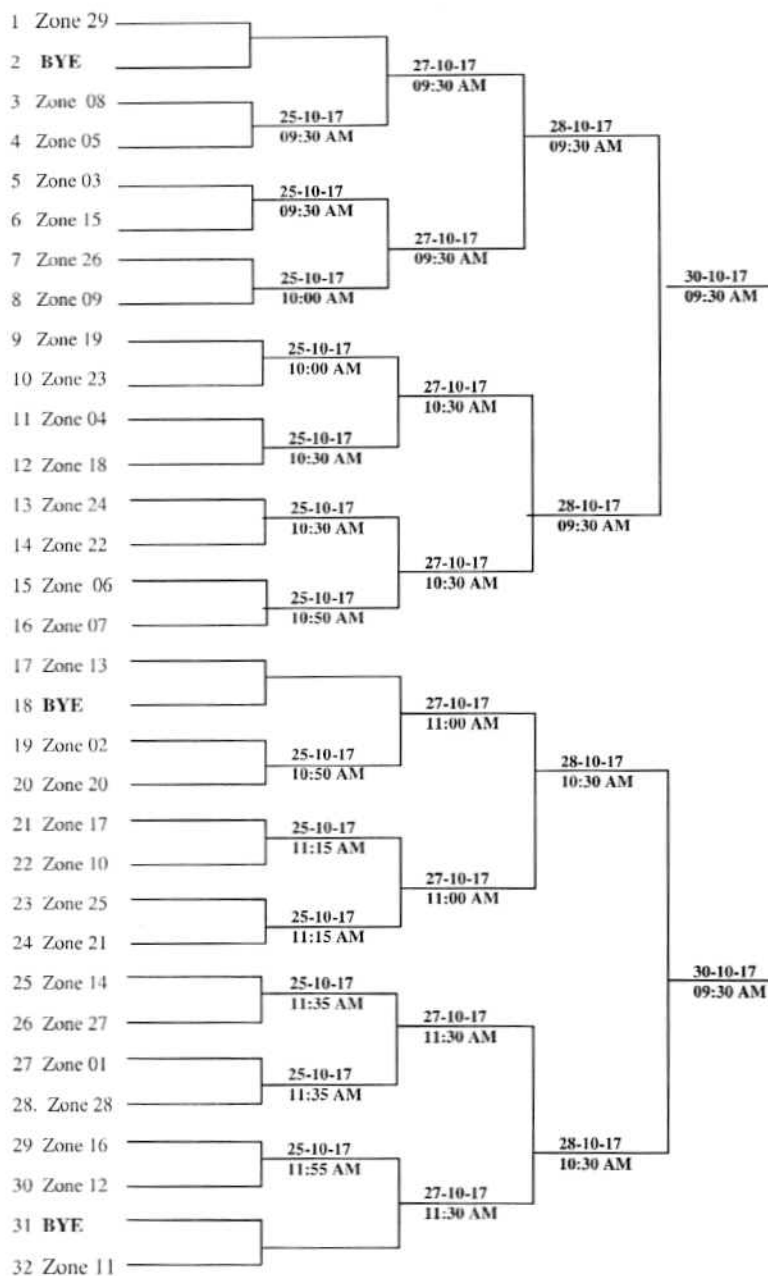 1 Zone 29
2 BYE
3 Zone 08
4 Zone 05
5 Zone 03
6 Zone 15
7 Zone 26
8 Zone 09
9 Zone 19
10 Zone 23
11 Zone 04
12 Zone 18
13 Zone 24
14 Zone 22
15 Zone 06
16 Zone 07
17 Zone 13
18 BYE
19 Zone 02
20 Zone 20
21 Zone 17
22 Zone 10
23 Zone 25
24 Zone 21
25 Zone 14
26 Zone 27
27 Zone 01
28. Zone 28
29 Zone 16
30 Zone 12
31 BYE
32 Zone 11
25-10-17
09:30 AM
25-10-17
09:30 AM
25-10-17
10:00 AM
25-10-17
10:00 AM
25-10-17
10:30 AM
25-10-17
10:30 AM
25-10-17
10:50 AM
25-10-17
10:50 AM
25-10-17
11:15 AM
25-10-17
11:15 AM
25-10-17
11:35 AM
25-10-17
11:35 AM
25-10-17
11:55 AM
27-10-17
09:30 AM
27-10-17
09:30 AM
27-10-17
10:30 AM
27-10-17
10:30 AM
27-10-17
11:00 AM
27-10-17
11:00 AM
27-10-17
11:30 AM
27-10-17
11:30 AM
28-10-17
09:30 AM
28-10-17
09:30 AM
28-10-17
10:30 AM
28-10-17
10:30 AM
30-10-17
09:30 AM
30-10-17
09:30 AM